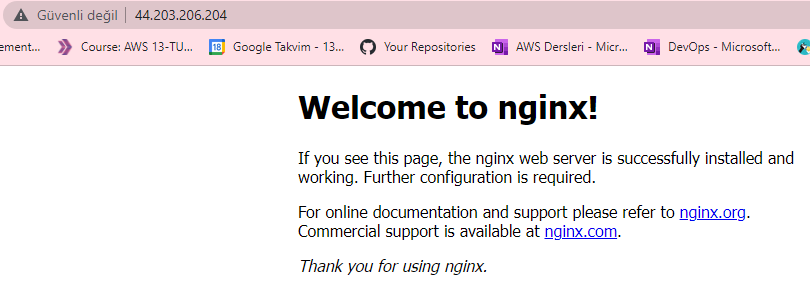 Güvenli değil 44.203.206.204
ement... Course: AWS 13-TU... 18 Google Takvim - 13... Your Repositories N AWS Dersleri - Micr... N DevOps - Microsoft...
Welcome to nginx!
If you see this page, the nginx web server is successfully installed and
working. Further configuration is required.
For online documentation and support please refer to nginx.org.
Commercial support is available at nginx.com.
Thank you for using nginx.